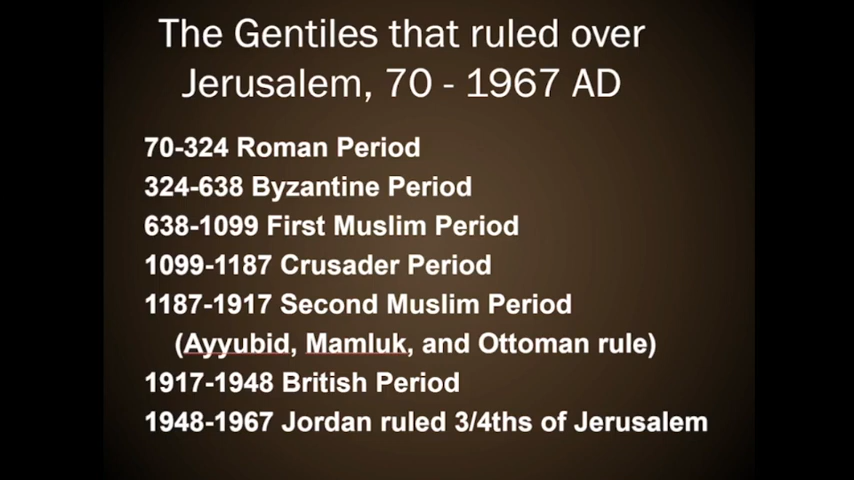 The Gentiles that ruled over
Jerusalem, 70 - 1967 AD
70-324 Roman Period
324-638 Byzantine Period
638-1099 First Muslim Period
1099-1187 Crusader Period
1187-1917 Second Muslim Period
(Ayyubid, Mamluk, and Ottoman rule)
1917-1948 British Period
1948-1967 Jordan ruled 3/4ths of Jerusalem